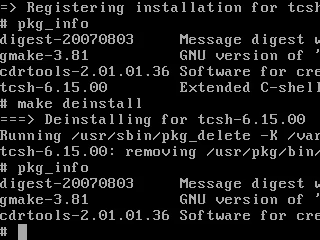 => Registering installation for tcsh
# pkg_info
digest-20070803 Message digest w
gmake-3.81 GNU version of '
cdrtools-2.01.01.36 Software for cre
tcsh-6.15.00 Extended C-shell
# make deinstall
===> Deinstalling for tcsh-6.15.00
Running /usr/sbin/pkg_delete -K /var
tcsh-6.15.00: removing /usr/pkg/bin/
# pkg_info
digest-20070803 Message digest w
gmake-3.81 GNU version of '
cdrtools-2.01.01.36 Software for cre
#